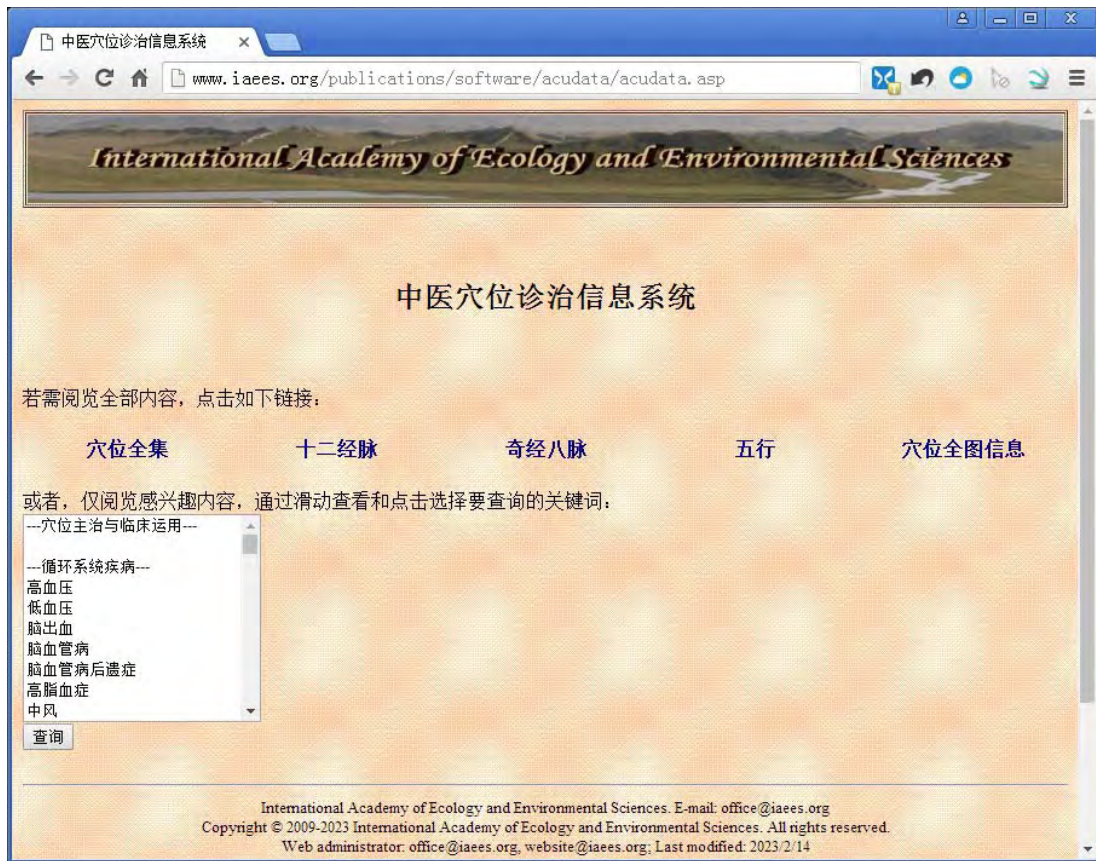 中医穴位诊治信息系统
www.iaees.org/publications/software/acudata/acudata.asp
International Academy of Ecology and Environmental Sciences
中医穴位诊治信息系统
若需阅览全部内容，点击如下链接：
穴位全集 十二经脉 奇经八脉 五行 穴位全图信息
或者，仅阅览感兴趣内容，通过滑动查看和点击选择要查询的关键词：
---穴位主治与临床运用---
---循环系统疾病---
高血压
低血压
脑出血
脑血管病
脑血管病后遗症
高脂血症
中风
查询
International Academy of Ecology and Environmental Sciences. E-mail: office@iaees.org
Copyright © 2009-2023 International Academy of Ecology and Environmental Sciences. All rights reserved.
Web administrator: office@iaees.org, website@iaees.org; Last modified: 2023/2/14